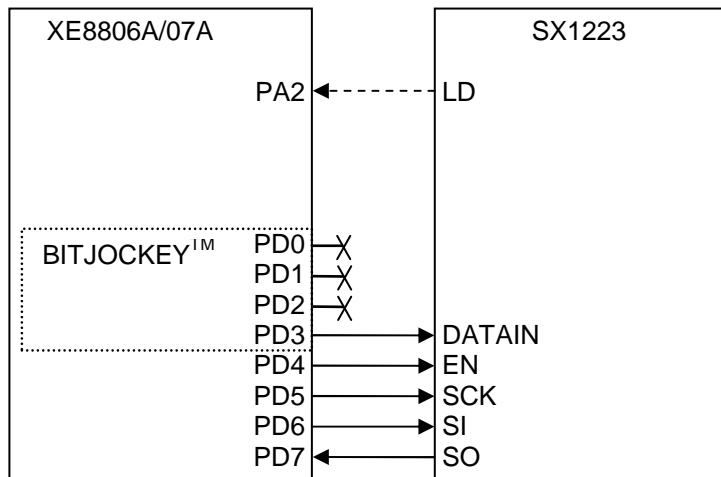 XE8806A/07A SX1223
PA2 LD
PD0
BITJOCKEY™
PD1
PD2
PD3 DATAIN
PD4 EN
PD5 SCK
PD6 SI
PD7 SO